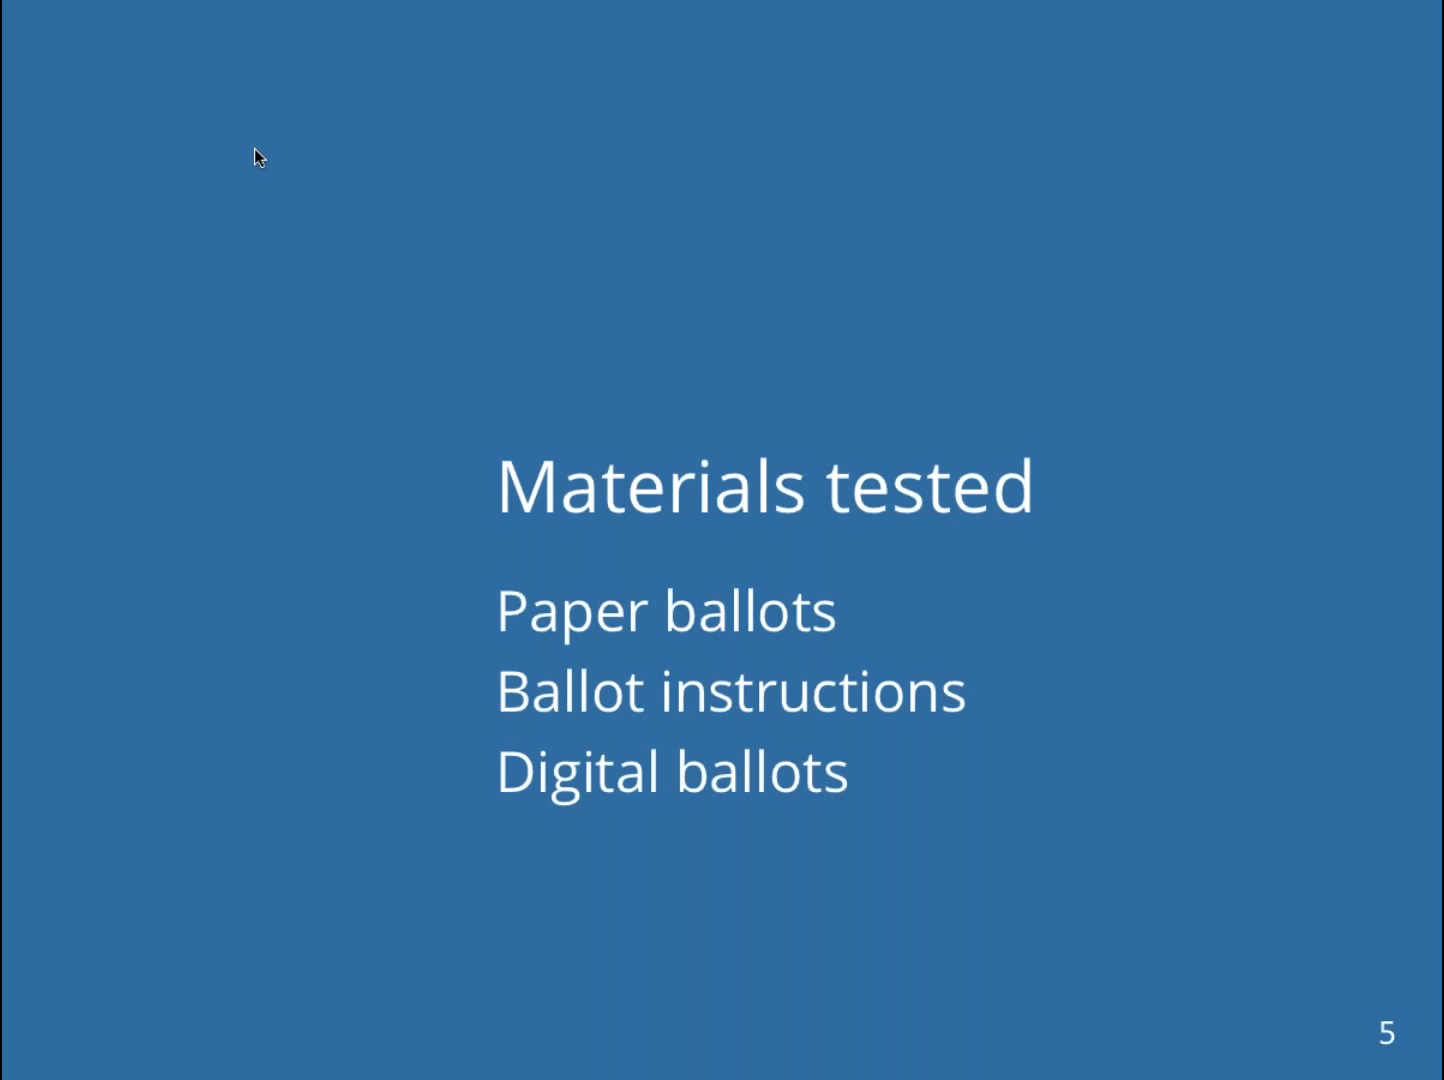 Materials tested
Paper ballots
Ballot instructions
Digital ballots
5